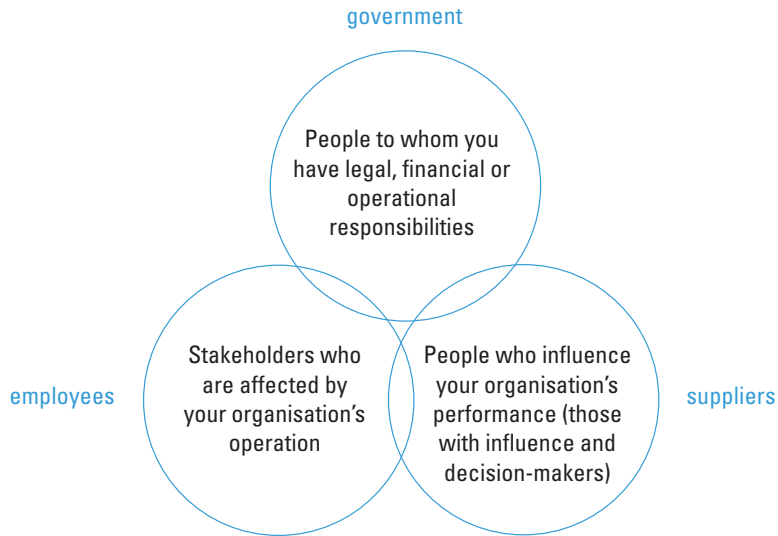 government
People to whom you
have legal, financial or
operational
responsibilities
Stakeholders who
are affected by
your organisation’s
operation
People who influence
your organisation’s
performance (those
with influence and
decision-makers)
employees
suppliers